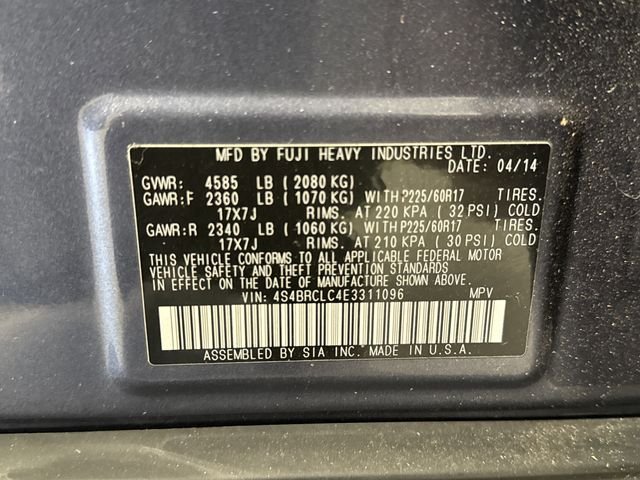 MFD BY FUJI HEAVY INDUSTRIES LTD.
DATE: 04/14
GVWR: 4585 LB ( 2080 KG)
GAWR:F 2360 LB ( 1070 KG) WITH P225/60R17 TIRES.
17X7J RIMS. AT 220 KPA ( 32 PSI) COLD
GAWR:R 2340 LB ( 1060 KG) WITH P225/60R17 TIRES.
17X7J RIMS. AT 210 KPA ( 30 PSI) COLD
THIS VEHICLE CONFORMS TO ALL APPLICABLE FEDERAL MOTOR
VEHICLE SAFETY AND THEFT PREVENTION STANDARDS
IN EFFECT ON THE DATE OF MANUFACTURE SHOWN ABOVE.
VIN: 4S4BRCLC4E3311096 MPV
ASSEMBLED BY SIA INC. MADE IN U.S.A.